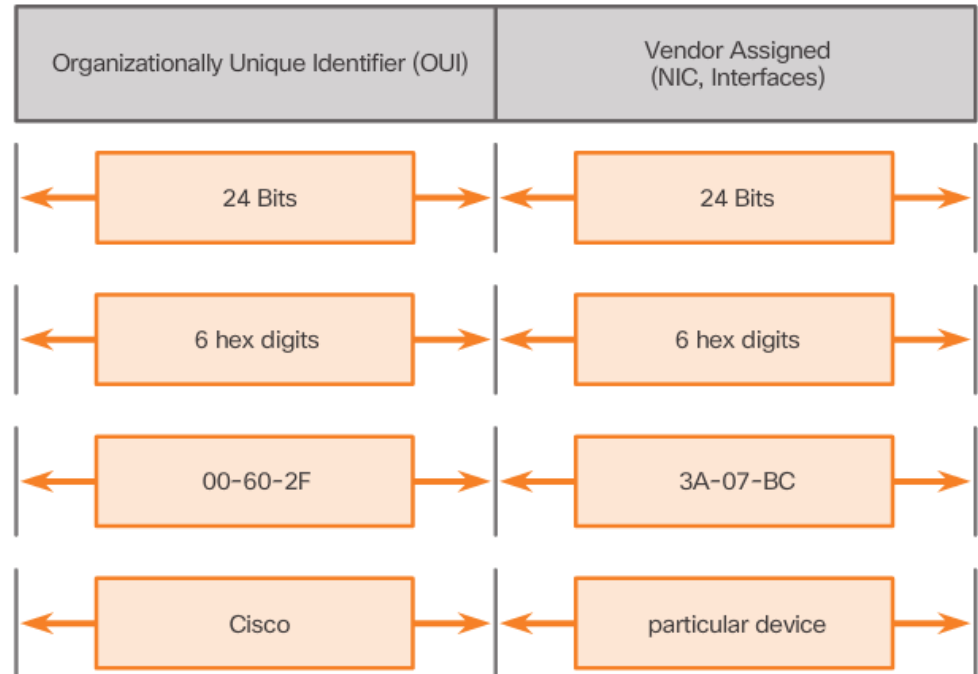 Organizationally Unique Identifier (OUI)
Vendor Assigned
(NIC, Interfaces)
24 Bits
24 Bits
6 hex digits
6 hex digits
00-60-2F
3A-07-BC
Cisco
particular device